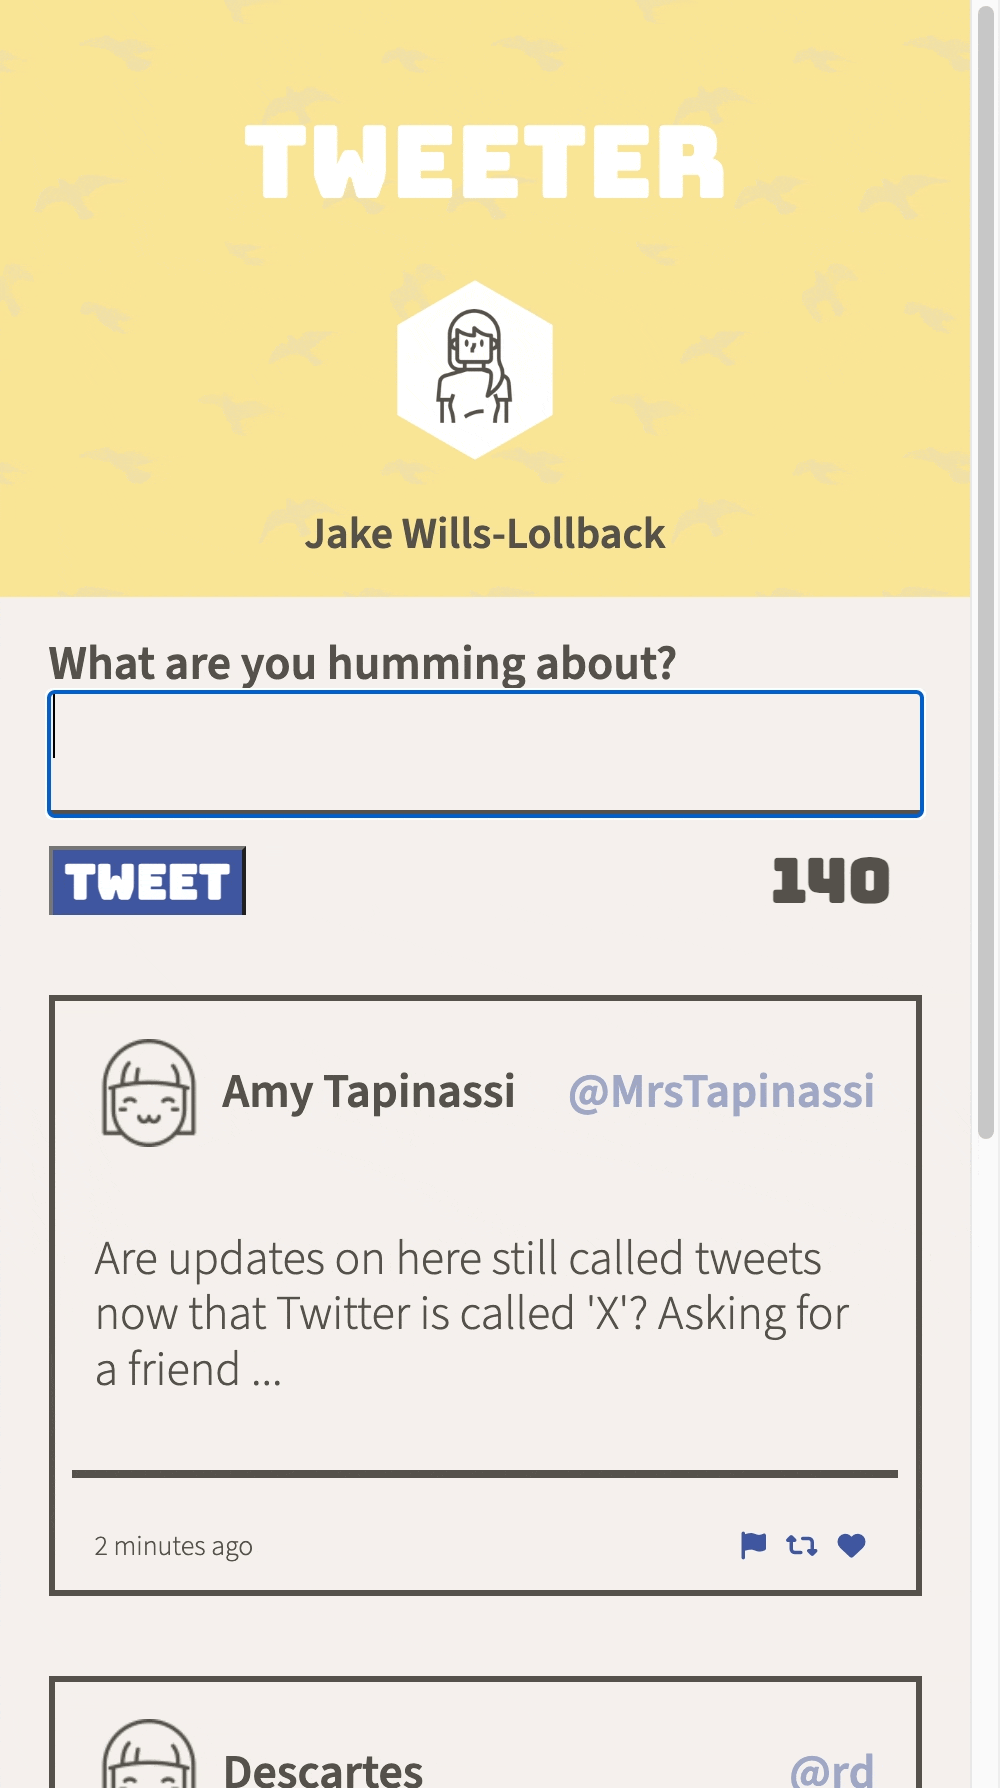 TWEETER
Jake Wills-Lollback
What are you humming about?
TWEET 140
Amy Tapinassi @MrsTapinassi
Are updates on here still called tweets
now that Twitter is called 'X'? Asking for
a friend ...
2 minutes ago
Descartes @rd